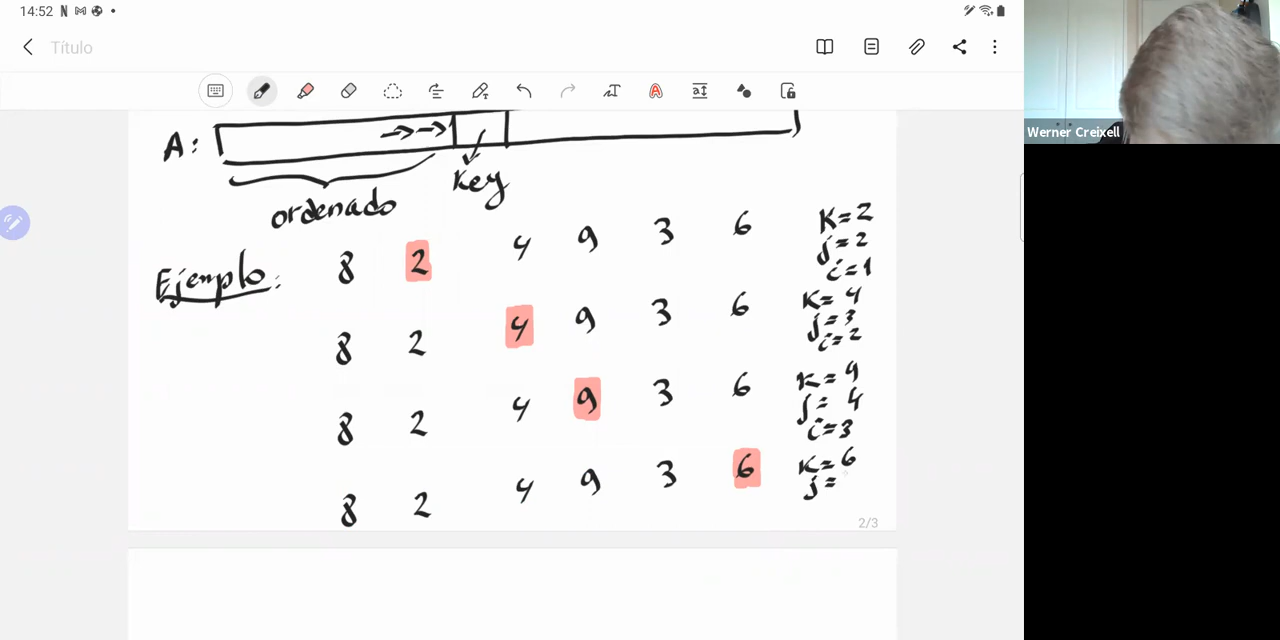 14:52
Título
A:
Key
ordenado
Ejemplo: 8 2 4 9 3 6 K=2
j=2
i=1
8 2 4 9 3 6 K=4
j=3
i=2
8 2 4 9 3 6 K=9
j=4
i=3
8 2 4 9 3 6 K=6
j=
2/3
Werner Creixell